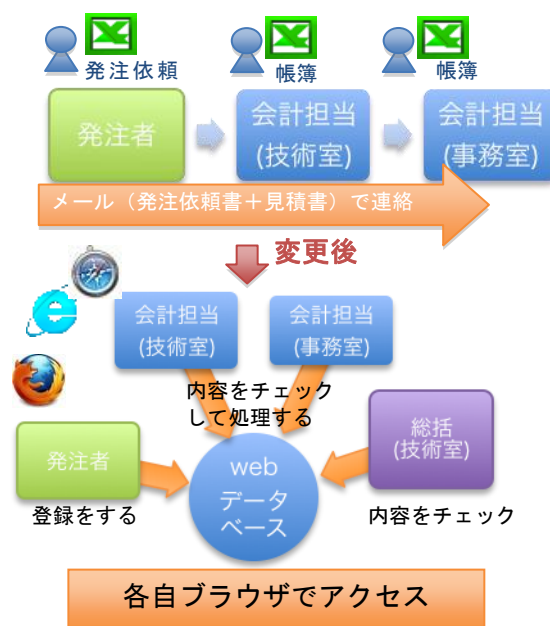 発注依頼
帳簿
帳簿
発注者
会計担当
(技術室)
会計担当
(事務室)
メール（発注依頼書＋見積書）で連絡
変更後
会計担当
(技術室)
会計担当
(事務室)
内容をチェック
して処理する
発注者
登録をする
web
データ
ベース
総括
(技術室)
内容をチェック
各自ブラウザでアクセス